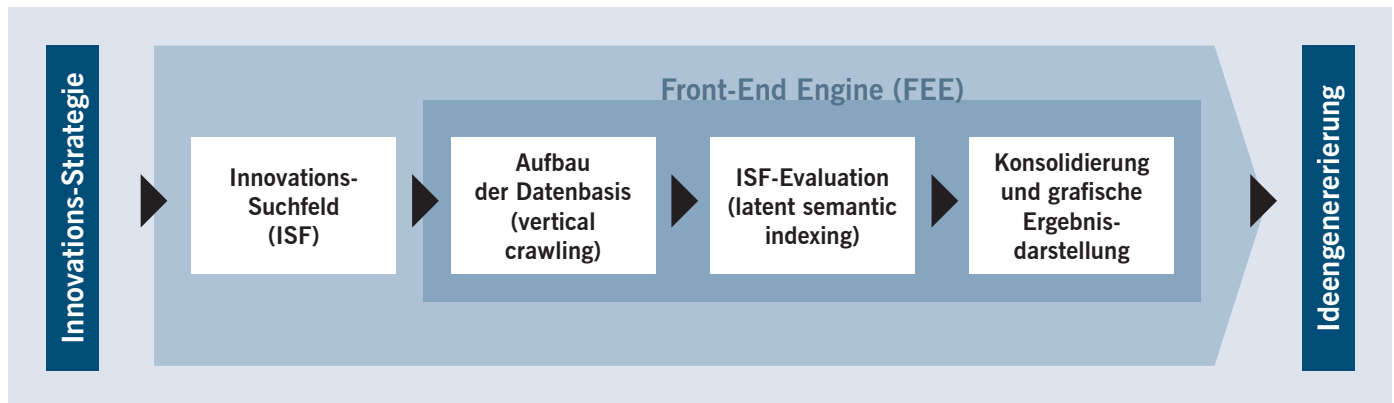 Innovations-Strategie
Front-End Engine (FEE)
Innovations-
Suchfeld
(ISF)
Aufbau
der Datenbasis
(vertical
crawling)
ISF-Evaluation
(latent semantic
indexing)
Konsolidierung
und grafische
Ergebnis-
darstellung
Ideengenererierung